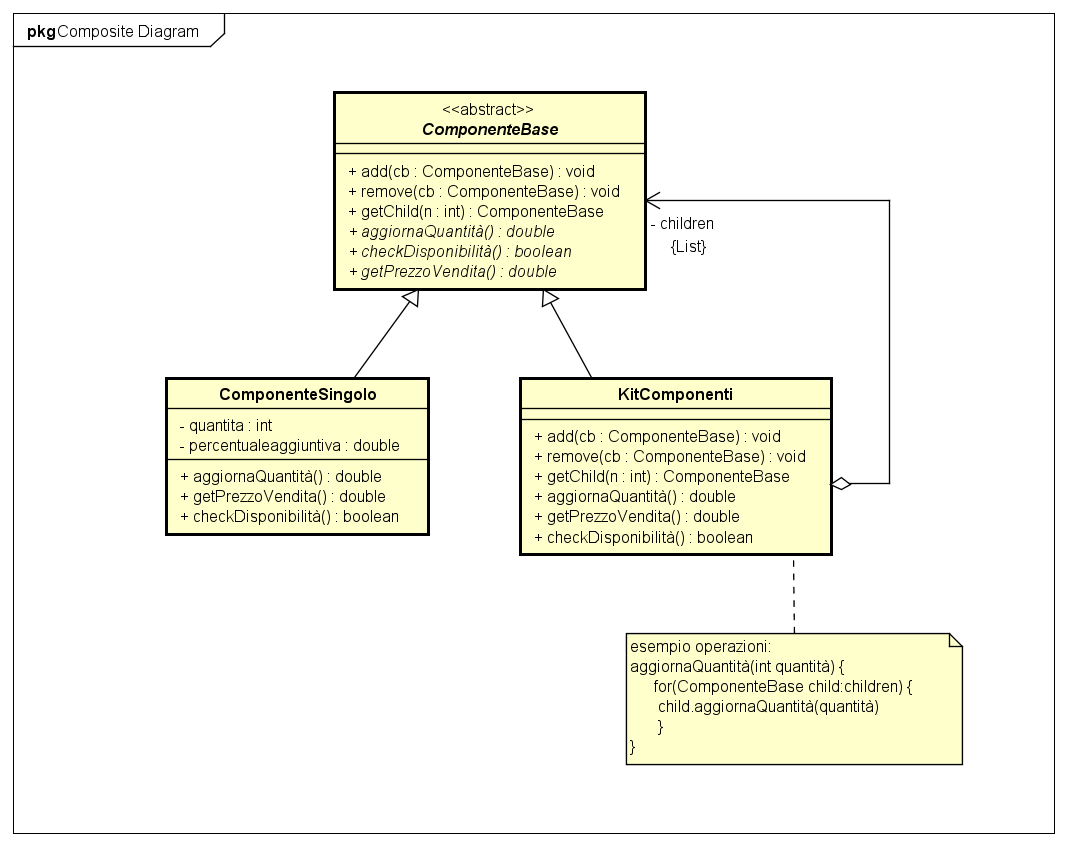 pkg Composite Diagram
<<abstract>>
ComponenteBase
+ add(cb : ComponenteBase) : void
+ remove(cb : ComponenteBase) : void
+ getChild(n : int) : ComponenteBase
+ aggiornaQuantità() : double
+ checkDisponibilità() : boolean
+ getPrezzoVendita() : double
- children
{List}
ComponenteSingolo
- quantita : int
- percentualeaggiuntiva : double
+ aggiornaQuantità() : double
+ getPrezzoVendita() : double
+ checkDisponibilità() : boolean
KitComponenti
+ add(cb : ComponenteBase) : void
+ remove(cb : ComponenteBase) : void
+ getChild(n : int) : ComponenteBase
+ aggiornaQuantità() : double
+ getPrezzoVendita() : double
+ checkDisponibilità() : boolean
esempio operazioni:
aggiornaQuantità(int quantità) {
for(ComponenteBase child:children) {
child.aggiornaQuantità(quantità)
}
}